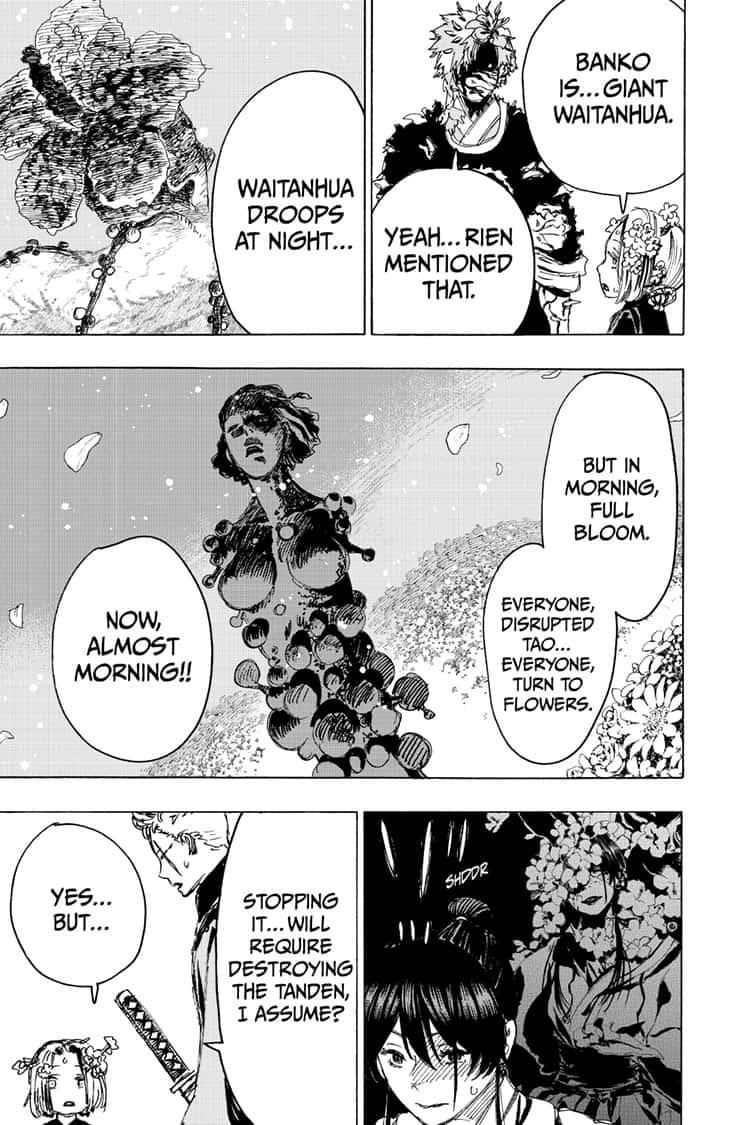 BANKO
IS... GIANT
WAITANHUA.
YEAH... RIEN
MENTIONED
THAT.
WAITANHUA
DROOPS
AT NIGHT...
BUT IN
MORNING,
FULL
BLOOM.
EVERYONE,
DISRUPTED
TAO...
EVERYONE,
TURN TO
FLOWERS.
NOW,
ALMOST
MORNING!!
SHDDR
STOPPING
IT... WILL
REQUIRE
DESTROYING
THE TANDEN,
I ASSUME?
YES...
BUT...